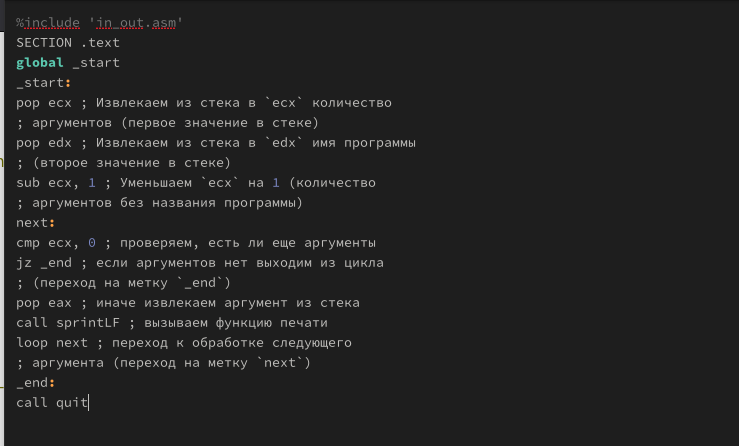 %include 'in_out.asm'
SECTION .text
global _start
_start:
pop ecx ; Извлекаем из стека в `ecx` количество
; аргументов (первое значение в стеке)
pop edx ; Извлекаем из стека в `edx` имя программы
; (второе значение в стеке)
sub ecx, 1 ; Уменьшаем `ecx` на 1 (количество
; аргументов без названия программы)
next:
cmp ecx, 0 ; проверяем, есть ли еще аргументы
jz _end ; если аргументов нет выходим из цикла
; (переход на метку `_end`)
pop eax ; иначе извлекаем аргумент из стека
call sprintLF ; вызываем функцию печати
loop next ; переход к обработке следующего
; аргумента (переход на метку `next`)
_end:
call quit